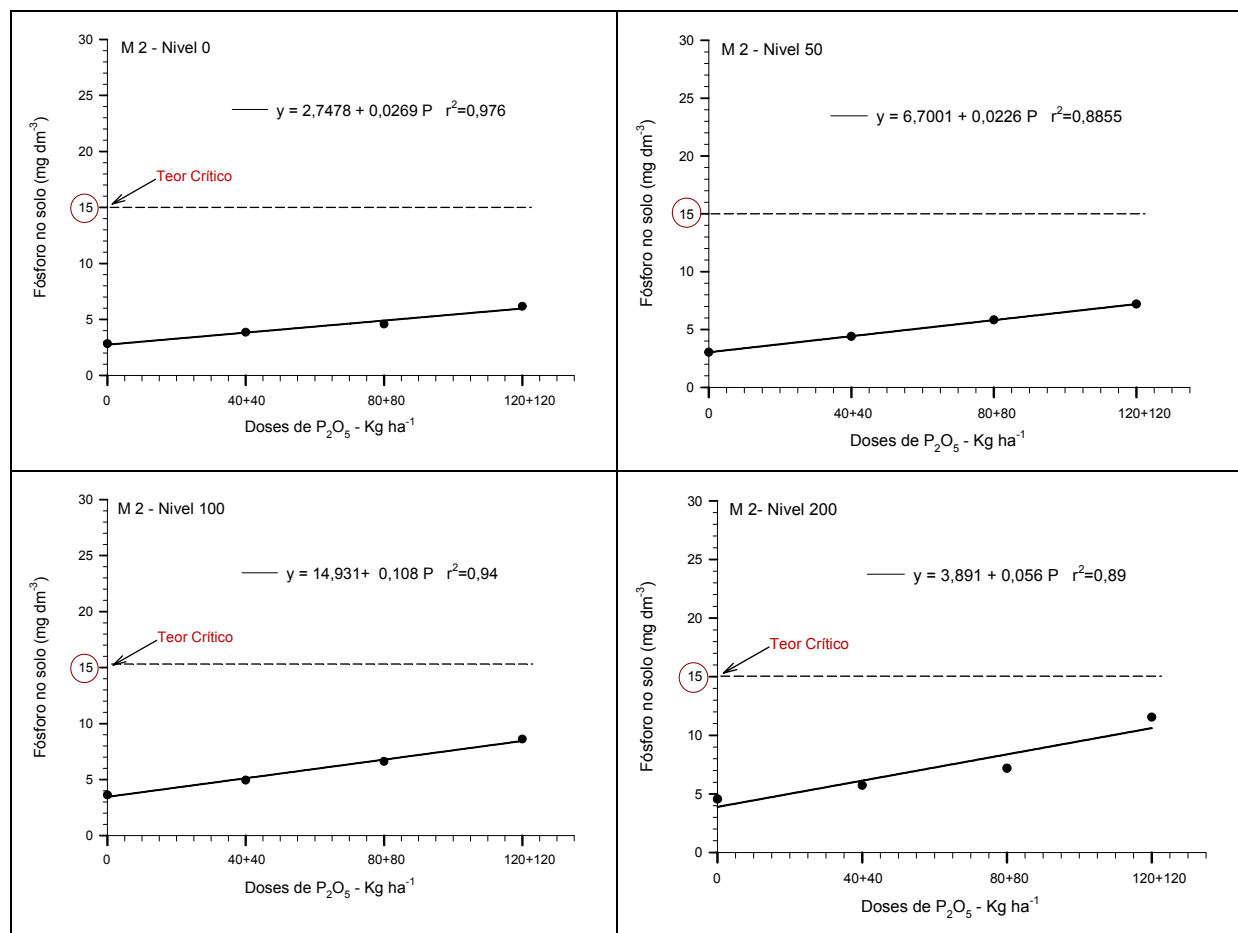 M 2 - Nivel 0
y = 2,7478 + 0,0269 P r²=0,976
Teor Crítico
Fósforo no solo (mg dm⁻³)
30
25
20
15
10
5
0
0 40+40 80+80 120+120
Doses de P₂O₅ - Kg ha⁻¹
M 2 - Nivel 50
y = 6,7001 + 0,0226 P r²=0,8855
Fósforo no solo (mg dm⁻³)
30
25
20
15
10
5
0
0 40+40 80+80 120+120
Doses de P₂O₅ - Kg ha⁻¹
M 2 - Nivel 100
y = 14,931+ 0,108 P r²=0,94
Teor Crítico
Fósforo no solo (mg dm⁻³)
30
25
20
15
10
5
0
0 40+40 80+80 120+120
Doses de P₂O₅ - Kg ha⁻¹
M 2- Nivel 200
y = 3,891 + 0,056 P r²=0,89
Teor Crítico
Fósforo no solo (mg dm⁻³)
30
25
20
15
10
5
0
0 40+40 80+80 120+120
Doses de P₂O₅ - Kg ha⁻¹